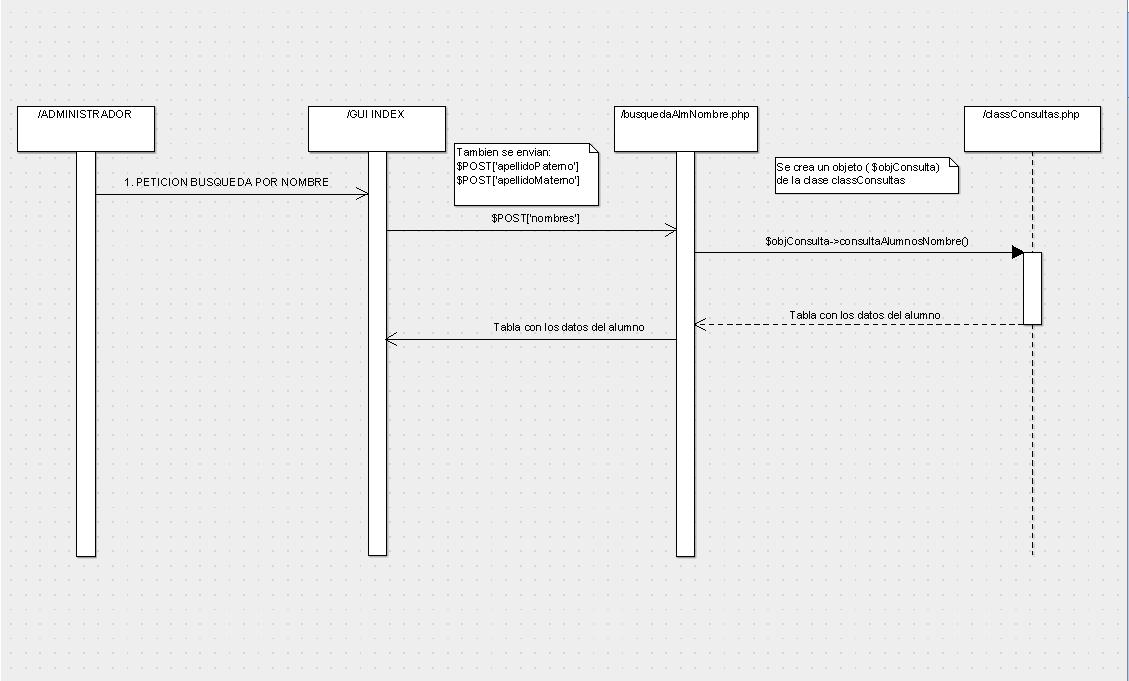 /ADMINISTRADOR
/GUI INDEX
/busquedaAlmNombre.php
/classConsultas.php
Tambien se envian:
$POST['apellidoPaterno']
$POST['apellidoMaterno']
Se crea un objeto ( $objConsulta)
de la clase classConsultas
1. PETICION BUSQUEDA POR NOMBRE
$POST['nombres']
$objConsulta->consultaAlumnosNombre()
Tabla con los datos del alumno
Tabla con los datos del alumno